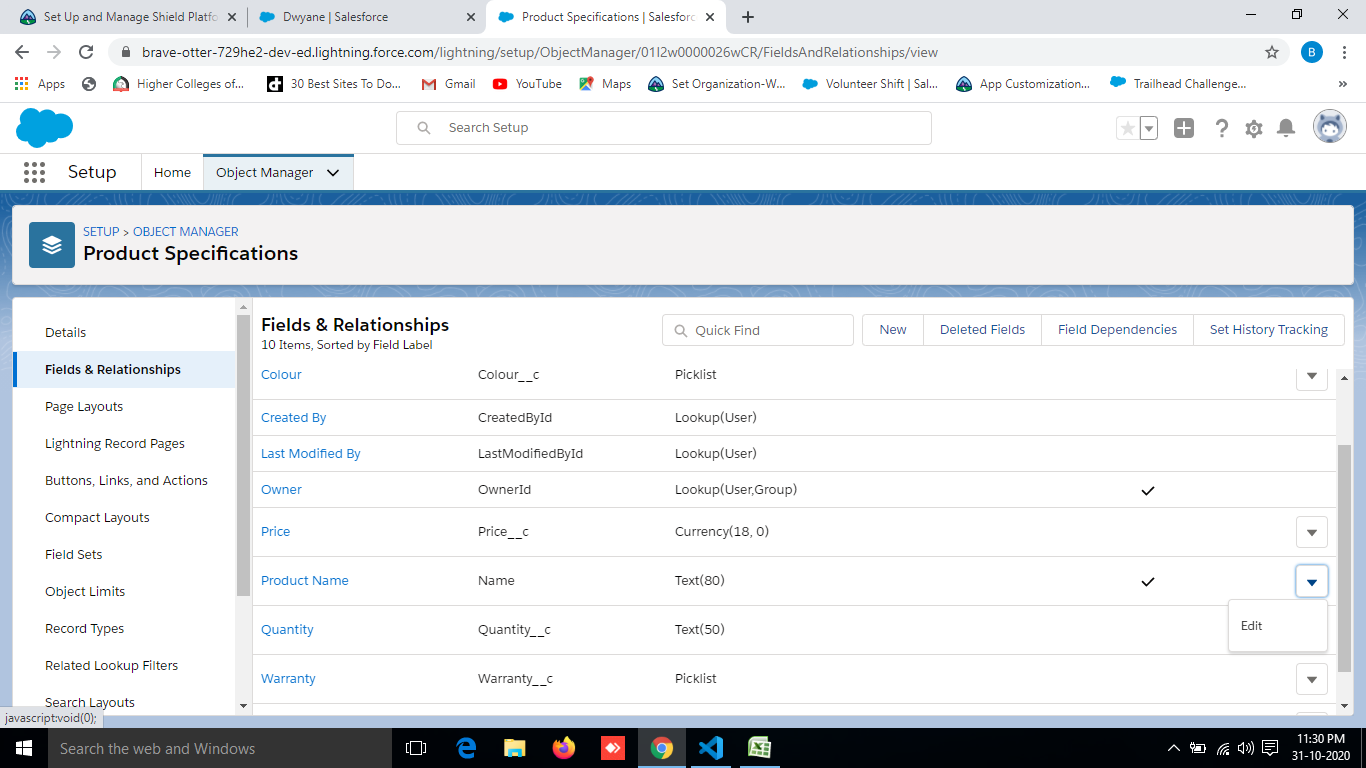 Set Up and Manage Shield Platfo
Dwyane | Salesforce
Product Specifications | Salesforc
brave-otter-729he2-dev-ed.lightning.force.com/lightning/setup/ObjectManager/01I2w0000026wCR/FieldsAndRelationships/view
B
Apps
Higher Colleges of...
30 Best Sites To Do...
Gmail
YouTube
Maps
Set Organization-W...
Volunteer Shift | Sal...
App Customization...
Trailhead Challenge...
»
Search Setup
Setup
Home
Object Manager
SETUP > OBJECT MANAGER
Product Specifications
Details
Fields & Relationships
Page Layouts
Lightning Record Pages
Buttons, Links, and Actions
Compact Layouts
Field Sets
Object Limits
Record Types
Related Lookup Filters
Search Layouts
Fields & Relationships
10 Items, Sorted by Field Label
Quick Find
New
Deleted Fields
Field Dependencies
Set History Tracking
Colour Colour__c Picklist
Created By CreatedById Lookup(User)
Last Modified By LastModifiedById Lookup(User)
Owner OwnerId Lookup(User,Group)
Price Price__c Currency(18, 0)
Product Name Name Text(80)
Edit
Quantity Quantity__c Text(50)
Warranty Warranty__c Picklist
javascript:void(0);
Search the web and Windows
11:30 PM
31-10-2020